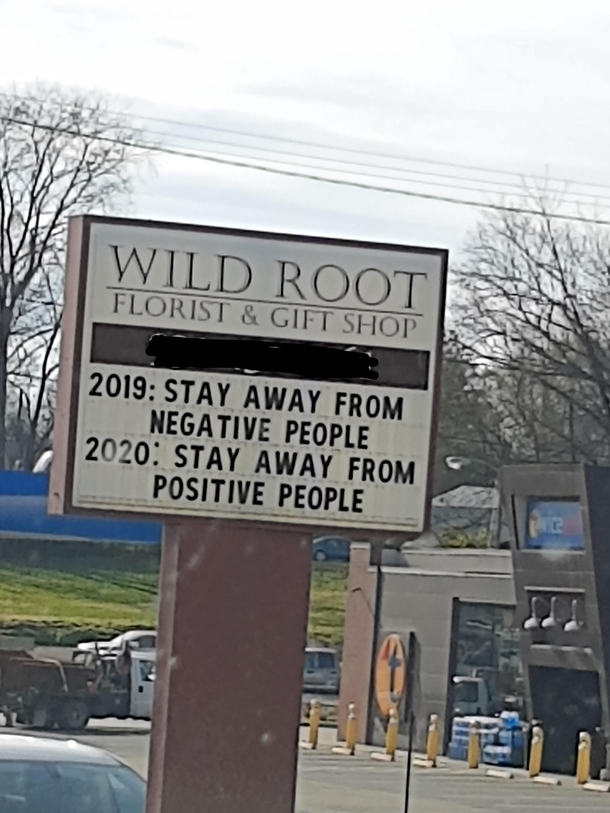 WILD ROOT
FLORIST & GIFT SHOP
2019: STAY AWAY FROM
NEGATIVE PEOPLE
2020: STAY AWAY FROM
POSITIVE PEOPLE